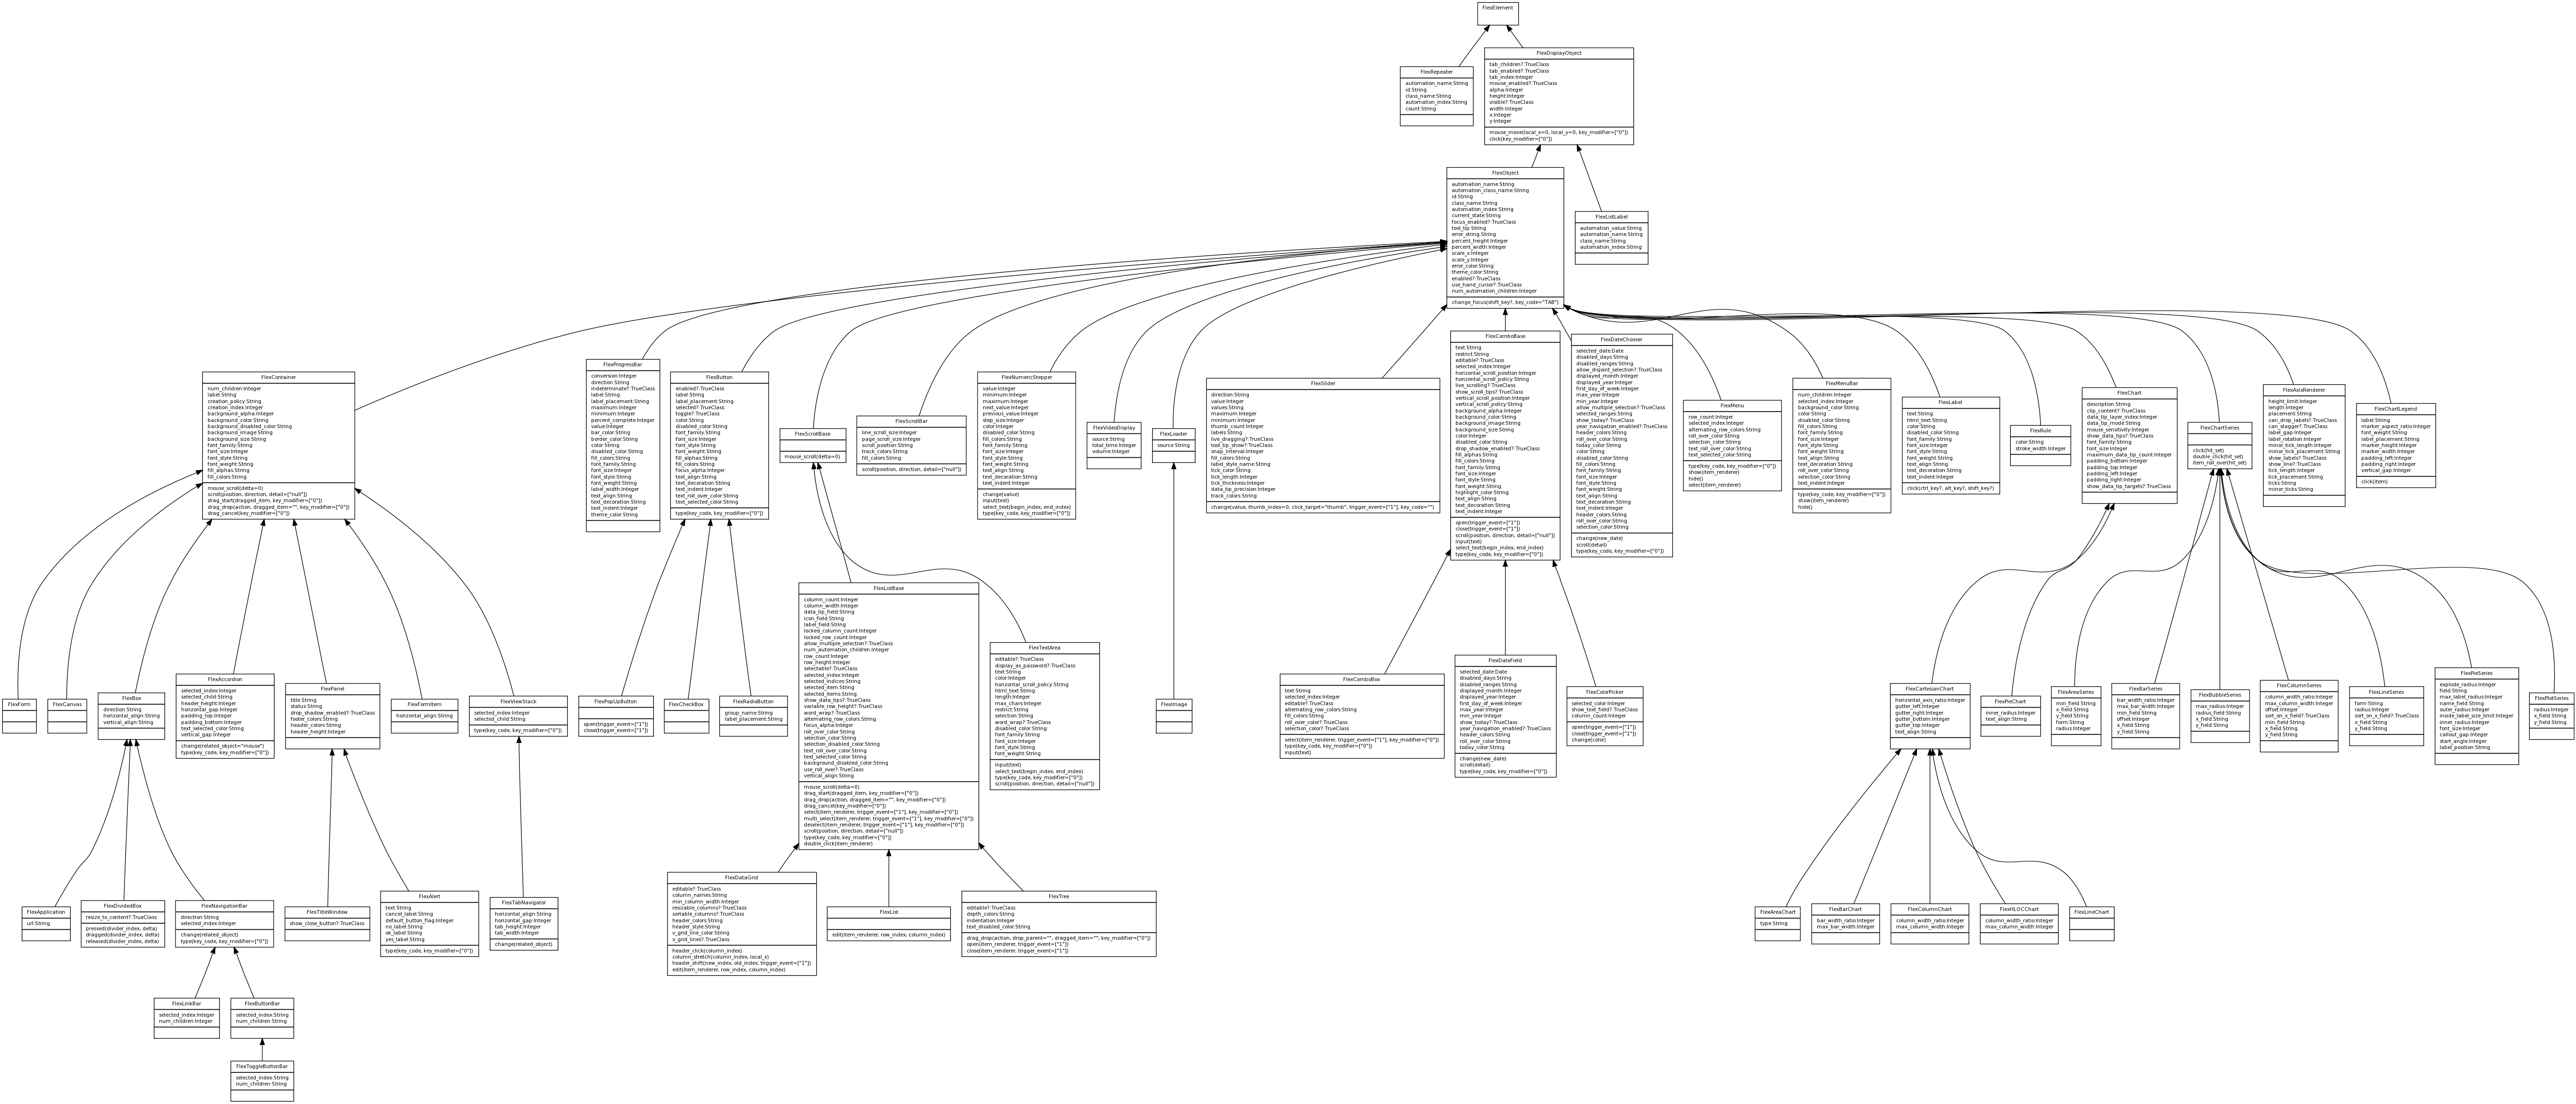 FlexElement
FlexDisplayObject
tab_children?:TrueClass
tab_enabled?:TrueClass
tab_index:Integer
mouse_enabled?:TrueClass
alpha:Integer
height:Integer
visible?:TrueClass
width:Integer
x:Integer
y:Integer
mouse_move(local_x=0, local_y=0, key_modifier=["0"])
click(key_modifier=["0"])
FlexRepeater
automation_name:String
id:String
class_name:String
automation_index:String
count:String
FlexObject
automation_name:String
automation_class_name:String
id:String
class_name:String
automation_index:String
current_state:String
focus_enabled?:TrueClass
tool_tip:String
error_string:String
percent_height:Integer
percent_width:Integer
scale_x:Integer
scale_y:Integer
error_color:String
theme_color:String
enabled?:TrueClass
use_hand_cursor?:TrueClass
num_automation_children:Integer
change_focus(shift_key?, key_code="TAB")
FlexListLabel
automation_value:String
automation_name:String
class_name:String
automation_index:String
FlexContainer
num_children:Integer
label:String
creation_policy:String
creation_index:Integer
background_alpha:Integer
background_color:String
background_disabled_color:String
background_image:String
background_size:String
font_family:String
font_size:Integer
font_style:String
font_weight:String
fill_alphas:String
fill_colors:String
mouse_scroll(delta=0)
scroll(position, direction, detail=["null"])
drag_start(dragged_item, key_modifier=["0"])
drag_drop(action, dragged_item="", key_modifier=["0"])
drag_cancel(key_modifier=["0"])
FlexProgressBar
conversion:Integer
direction:String
indeterminate?:TrueClass
label:String
label_placement:String
maximum:Integer
minimum:Integer
percent_complete:Integer
value:Integer
bar_color:String
border_color:String
color:String
disabled_color:String
fill_colors:String
font_family:String
font_size:Integer
font_style:String
font_weight:String
label_width:Integer
text_align:String
text_decoration:String
text_indent:Integer
theme_color:String
FlexButton
enabled?:TrueClass
label:String
label_placement:String
selected?:TrueClass
toggle?:TrueClass
color:String
disabled_color:String
font_family:String
font_size:Integer
font_style:String
font_weight:String
fill_alphas:String
fill_colors:String
focus_alpha:Integer
text_align:String
text_decoration:String
text_indent:Integer
text_roll_over_color:String
text_selected_color:String
type(key_code, key_modifier=["0"])
FlexScrollBase
mouse_scroll(delta=0)
FlexScrollBar
line_scroll_size:Integer
page_scroll_size:Integer
scroll_position:String
track_colors:String
fill_colors:String
scroll(position, direction, detail=["null"])
FlexNumericStepper
value:Integer
minimum:Integer
maximum:Integer
next_value:Integer
previous_value:Integer
step_size:Integer
color:Integer
disabled_color:String
fill_colors:String
font_family:String
font_size:Integer
font_style:String
font_weight:String
text_align:String
text_decoration:String
text_indent:Integer
change(value)
input(text)
select_text(begin_index, end_index)
type(key_code, key_modifier=["0"])
FlexVideoDisplay
source:String
total_time:Integer
volume:Integer
FlexLoader
source:String
FlexSlider
direction:String
value:Integer
values:String
maximum:Integer
minimum:Integer
thumb_count:Integer
labels:String
live_dragging?:TrueClass
tool_tip_show?:TrueClass
snap_interval:Integer
fill_colors:String
label_style_name:String
tick_color:String
tick_length:Integer
tick_thickness:Integer
data_tip_precision:Integer
track_colors:String
change(value, thumb_index=0, click_target="thumb", trigger_event=["1"], key_code="")
FlexComboBase
text:String
restrict:String
editable?:TrueClass
selected_index:Integer
horizontal_scroll_position:Integer
horizontal_scroll_policy:String
live_scrolling?:TrueClass
show_scroll_tips?:TrueClass
vertical_scroll_position:Integer
vertical_scroll_policy:String
background_alpha:Integer
background_color:String
background_image:String
background_size:String
color:Integer
disabled_color:String
drop_shadow_enabled?:TrueClass
fill_alphas:String
fill_colors:String
font_family:String
font_size:Integer
font_style:String
font_weight:String
highlight_color:String
text_align:String
text_decoration:String
text_indent:Integer
open(trigger_event=["1"])
close(trigger_event=["1"])
scroll(position, direction, detail=["null"])
input(text)
select_text(begin_index, end_index)
type(key_code, key_modifier=["0"])
FlexDateChooser
selected_date:Date
disabled_days:String
disabled_ranges:String
allow_disjoint_selection?:TrueClass
displayed_month:Integer
displayed_year:Integer
first_day_of_week:Integer
max_year:Integer
min_year:Integer
allow_multiple_selection?:TrueClass
selected_ranges:String
show_today?:TrueClass
year_navigation_enabled?:TrueClass
header_colors:String
roll_over_color:String
selection_color:String
today_color:String
color:String
disabled_color:String
fill_colors:String
font_family:String
font_size:Integer
font_style:String
font_weight:String
text_align:String
text_decoration:String
text_indent:Integer
header_colors:String
roll_over_color:String
selection_color:String
change(new_date)
scroll(detail)
type(key_code, key_modifier=["0"])
FlexMenu
row_count:Integer
selected_index:Integer
alternating_row_colors:String
roll_over_color:String
selection_color:String
text_roll_over_color:String
text_selected_color:String
type(key_code, key_modifier=["0"])
show(item_renderer)
hide()
select(item_renderer)
FlexMenuBar
num_children:Integer
selected_index:Integer
background_color:String
color:String
disabled_color:String
fill_colors:String
font_family:String
font_size:Integer
font_style:String
font_weight:String
text_align:String
text_decoration:String
roll_over_color:String
selection_color:String
text_indent:Integer
type(key_code, key_modifier=["0"])
show(item_renderer)
hide()
FlexLabel
text:String
html_text:String
color:String
disabled_color:String
font_family:String
font_size:Integer
font_style:String
font_weight:String
text_align:String
text_decoration:String
text_indent:Integer
click(ctrl_key?, alt_key?, shift_key?)
FlexRule
color:String
stroke_width:Integer
FlexChart
description:String
clip_content?:TrueClass
data_tip_layer_index:Integer
data_tip_mode:String
mouse_sensitivity:Integer
show_data_tips?:TrueClass
font_family:String
font_size:Integer
maximum_data_tip_count:Integer
padding_bottom:Integer
padding_top:Integer
padding_left:Integer
padding_right:Integer
show_data_tip_targets?:TrueClass
FlexChartSeries
click(hit_set)
double_click(hit_set)
item_roll_over(hit_set)
FlexAxisRenderer
height_limit:Integer
length:Integer
placement:String
can_drop_labels?:TrueClass
can_stagger?:TrueClass
label_gap:Integer
label_rotation:Integer
minor_tick_length:Integer
minor_tick_placement:String
show_labels?:TrueClass
show_line?:TrueClass
tick_length:Integer
tick_placement:String
ticks:String
minor_ticks:String
FlexChartLegend
label:String
marker_aspect_ratio:Integer
font_weight:String
label_placement:String
marker_height:Integer
marker_width:Integer
padding_left:Integer
padding_right:Integer
vertical_gap:Integer
click(item)
FlexForm
FlexCanvas
FlexBox
direction:String
horizontal_align:String
vertical_align:String
FlexAccordion
selected_index:Integer
selected_child:String
header_height:Integer
horizontal_gap:Integer
padding_top:Integer
padding_bottom:Integer
text_selected_color:String
vertical_gap:Integer
change(related_object="mouse")
type(key_code, key_modifier=["0"])
FlexPanel
title:String
status:String
drop_shadow_enabled?:TrueClass
footer_colors:String
header_colors:String
header_height:Integer
FlexFormItem
horizontal_align:String
FlexViewStack
selected_index:Integer
selected_child:String
type(key_code, key_modifier=["0"])
FlexPopUpButton
open(trigger_event=["1"])
close(trigger_event=["1"])
FlexCheckBox
FlexRadioButton
group_name:String
label_placement:String
FlexListBase
column_count:Integer
column_width:Integer
data_tip_field:String
icon_field:String
label_field:String
locked_column_count:Integer
locked_row_count:Integer
allow_multiple_selection?:TrueClass
num_automation_children:Integer
row_count:Integer
row_height:Integer
selectable?:TrueClass
selected_index:Integer
selected_indices:String
selected_item:String
selected_items:String
show_data_tips?:TrueClass
variable_row_height?:TrueClass
word_wrap?:TrueClass
alternating_row_colors:String
focus_alpha:Integer
roll_over_color:String
selection_color:String
selection_disabled_color:String
text_roll_over_color:String
text_selected_color:String
background_disabled_color:String
use_roll_over?:TrueClass
vertical_align:String
mouse_scroll(delta=0)
drag_start(dragged_item, key_modifier=["0"])
drag_drop(action, dragged_item="", key_modifier=["0"])
drag_cancel(key_modifier=["0"])
select(item_renderer, trigger_event=["1"], key_modifier=["0"])
multi_select(item_renderer, trigger_event=["1"], key_modifier=["0"])
deselect(item_renderer, trigger_event=["1"], key_modifier=["0"])
scroll(position, direction, detail=["null"])
type(key_code, key_modifier=["0"])
double_click(item_renderer)
FlexTextArea
editable?:TrueClass
display_as_password?:TrueClass
text:String
color:Integer
horizontal_scroll_policy:String
html_text:String
length:Integer
max_chars:Integer
restrict:String
selection:String
word_wrap?:TrueClass
disabled_color:String
font_family:String
font_size:Integer
font_style:String
font_weight:String
input(text)
select_text(begin_index, end_index)
type(key_code, key_modifier=["0"])
scroll(position, direction, detail=["null"])
FlexImage
FlexComboBox
text:String
selected_index:Integer
editable?:TrueClass
alternating_row_colors:String
fill_colors:String
roll_over_color?:TrueClass
selection_color?:TrueClass
select(item_renderer, trigger_event=["1"], key_modifier=["0"])
type(key_code, key_modifier=["0"])
input(text)
FlexDateField
selected_date:Date
disabled_days:String
disabled_ranges:String
displayed_month:Integer
displayed_year:Integer
first_day_of_week:Integer
max_year:Integer
min_year:Integer
show_today?:TrueClass
year_navigation_enabled?:TrueClass
header_colors:String
roll_over_color:String
today_color:String
change(new_date)
scroll(detail)
type(key_code, key_modifier=["0"])
FlexColorPicker
selected_color:Integer
show_text_field?:TrueClass
column_count:Integer
open(trigger_event=["1"])
close(trigger_event=["1"])
change(color)
FlexCartesianChart
horizontal_axis_ratio:Integer
gutter_left:Integer
gutter_right:Integer
gutter_bottom:Integer
gutter_top:Integer
text_align:String
FlexPieChart
inner_radius:Integer
text_align:String
FlexAreaSeries
min_field:String
x_field:String
y_field:String
form:String
radius:Integer
FlexBarSeries
bar_width_ratio:Integer
max_bar_width:Integer
min_field:String
offset:Integer
x_field:String
y_field:String
FlexBubbleSeries
max_radius:Integer
radius_field:String
x_field:String
y_field:String
FlexColumnSeries
column_width_ratio:Integer
max_column_width:Integer
offset:Integer
sort_on_x_field?:TrueClass
min_field:String
x_field:String
y_field:String
FlexLineSeries
form:String
radius:Integer
sort_on_x_field?:TrueClass
x_field:String
y_field:String
FlexPieSeries
explode_radius:Integer
field:String
max_label_radius:Integer
name_field:String
outer_radius:Integer
inside_label_size_limit:Integer
inner_radius:Integer
font_size:Integer
callout_gap:Integer
start_angle:Integer
label_position:String
FlexPlotSeries
radius:Integer
x_field:String
y_field:String
FlexApplication
url:String
FlexDividedBox
resize_to_content?:TrueClass
pressed(divider_index, delta)
dragged(divider_index, delta)
released(divider_index, delta)
FlexNavigationBar
direction:String
selected_index:Integer
change(related_object)
type(key_code, key_modifier=["0"])
FlexTitleWindow
show_close_button?:TrueClass
FlexAlert
text:String
cancel_label:String
default_button_flag:Integer
no_label:String
ok_label:String
yes_label:String
type(key_code, key_modifier=["0"])
FlexTabNavigator
horizontal_align:String
horizontal_gap:Integer
tab_height:Integer
tab_width:Integer
change(related_object)
FlexDataGrid
editable?:TrueClass
column_names:String
min_column_width:Integer
resizable_columns?:TrueClass
sortable_columns?:TrueClass
header_colors:String
header_style:String
v_grid_line_color:String
v_grid_lines?:TrueClass
header_click(column_index)
column_stretch(column_index, local_x)
header_shift(new_index, old_index, trigger_event=["1"])
edit(item_renderer, row_index, column_index)
FlexList
edit(item_renderer, row_index, column_index)
FlexTree
editable?:TrueClass
depth_colors:String
indentation:Integer
text_disabled_color:String
drag_drop(action, drop_parent="", dragged_item="", key_modifier=["0"])
open(item_renderer, trigger_event=["1"])
close(item_renderer, trigger_event=["1"])
FlexAreaChart
type:String
FlexBarChart
bar_width_ratio:Integer
max_bar_width:Integer
FlexColumnChart
column_width_ratio:Integer
max_column_width:Integer
FlexHLOCChart
column_width_ratio:Integer
max_column_width:Integer
FlexLineChart
FlexLinkBar
selected_index:Integer
num_children:Integer
FlexButtonBar
selected_index:String
num_children:String
FlexToggleButtonBar
selected_index:String
num_children:String